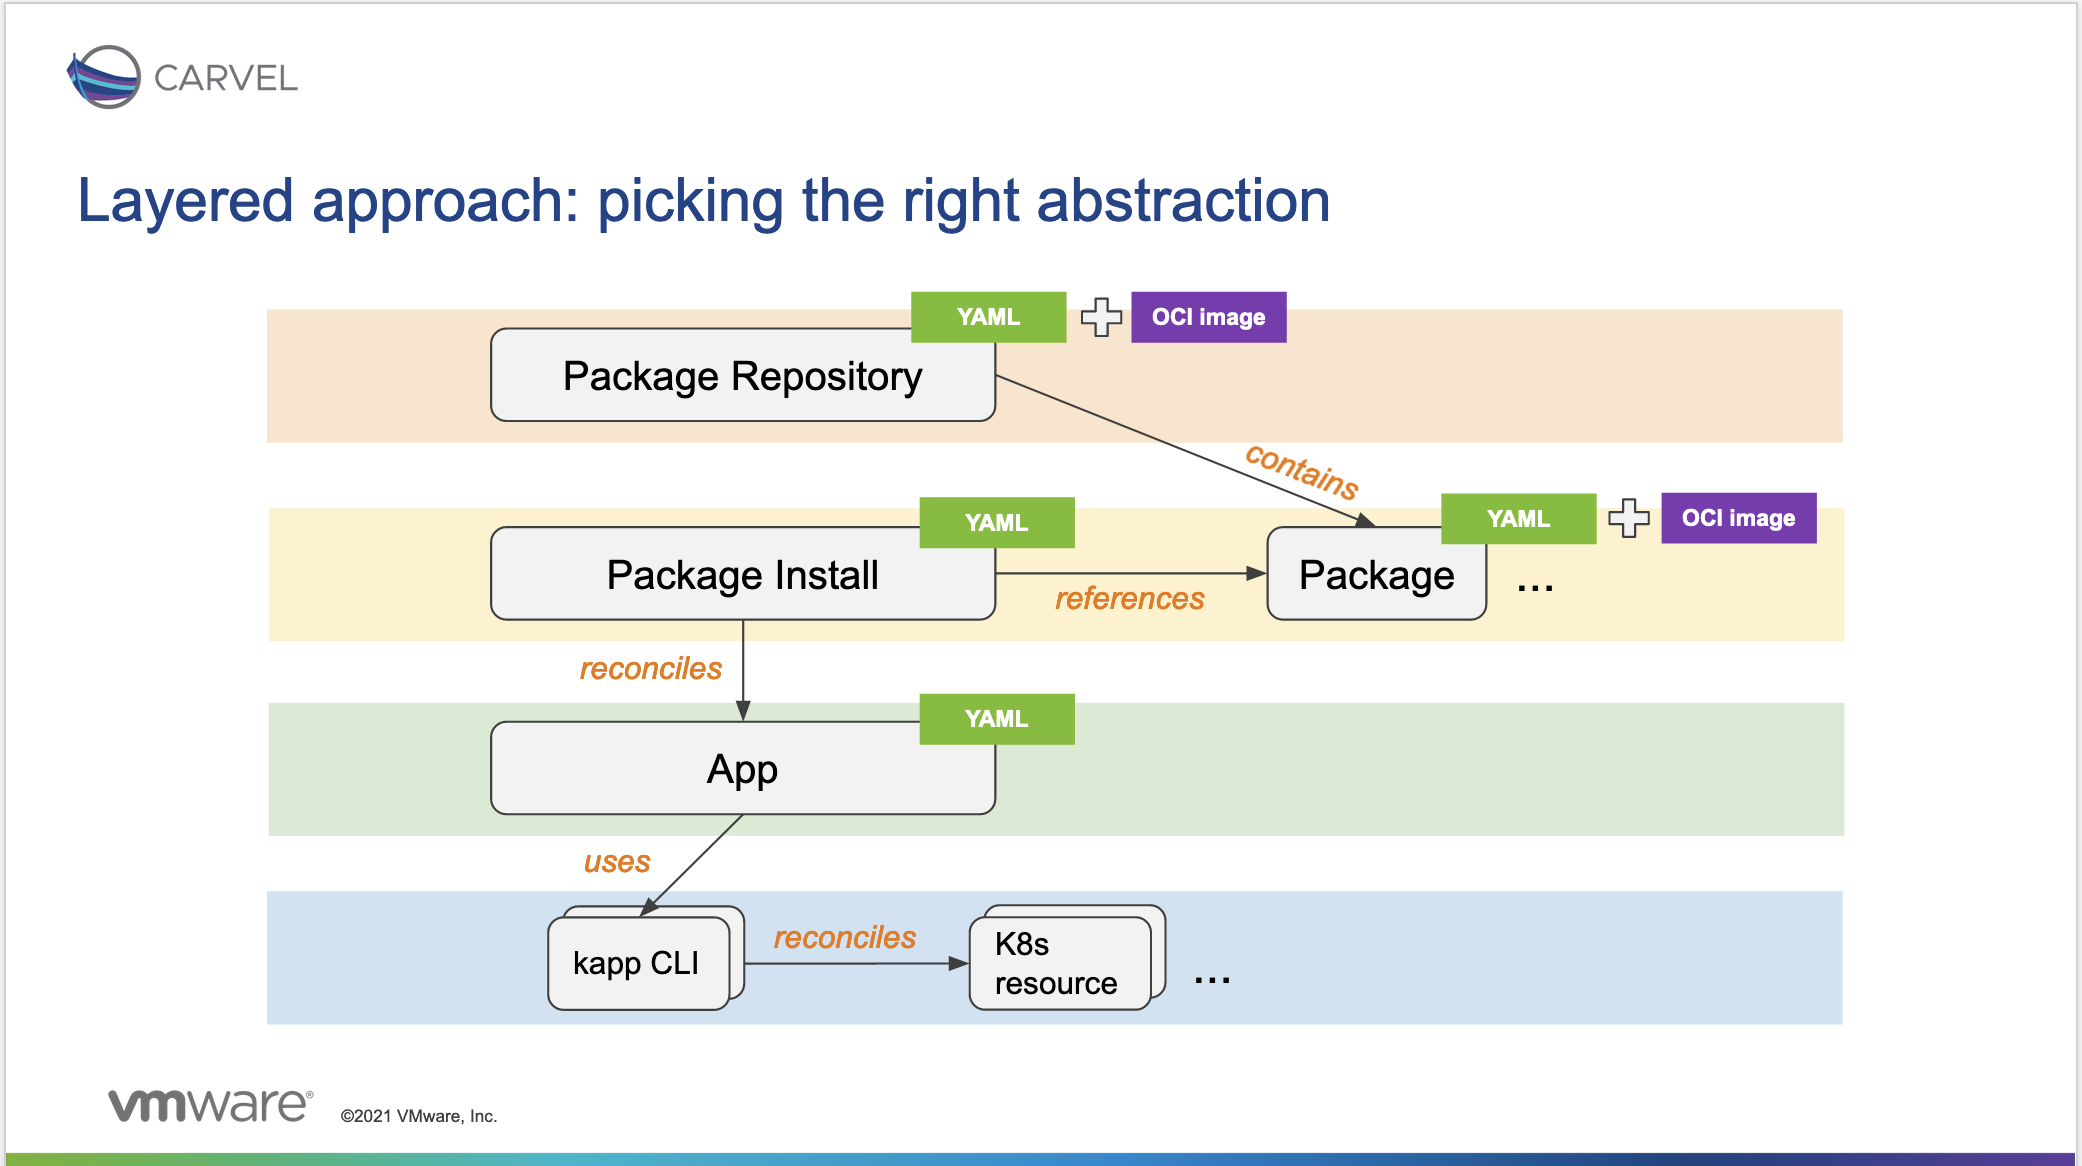 CARVEL
Layered approach: picking the right abstraction
YAML
OCI image
Package Repository
contains
YAML
YAML
OCI image
Package Install
references
Package
...
reconciles
YAML
App
uses
kapp CLI
reconciles
K8s
resource
...
vmware®
©2021 VMware, Inc.